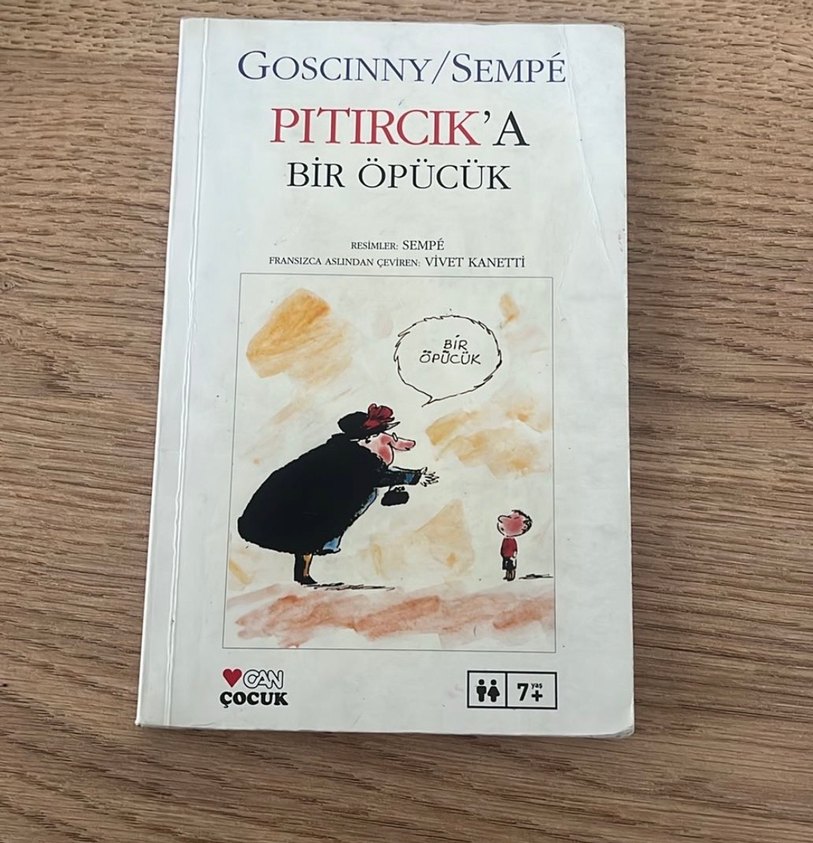 GOSCINNY/SEMPÉ
PITIRCIK'A
BİR ÖPÜCÜK
RESİMLER: SEMPÉ
FRANSIZCA ASLINDAN ÇEVİREN: VİVET KANETTİ
BİR
ÖPÜCÜK
CAN
ÇOCUK
7+ yaş